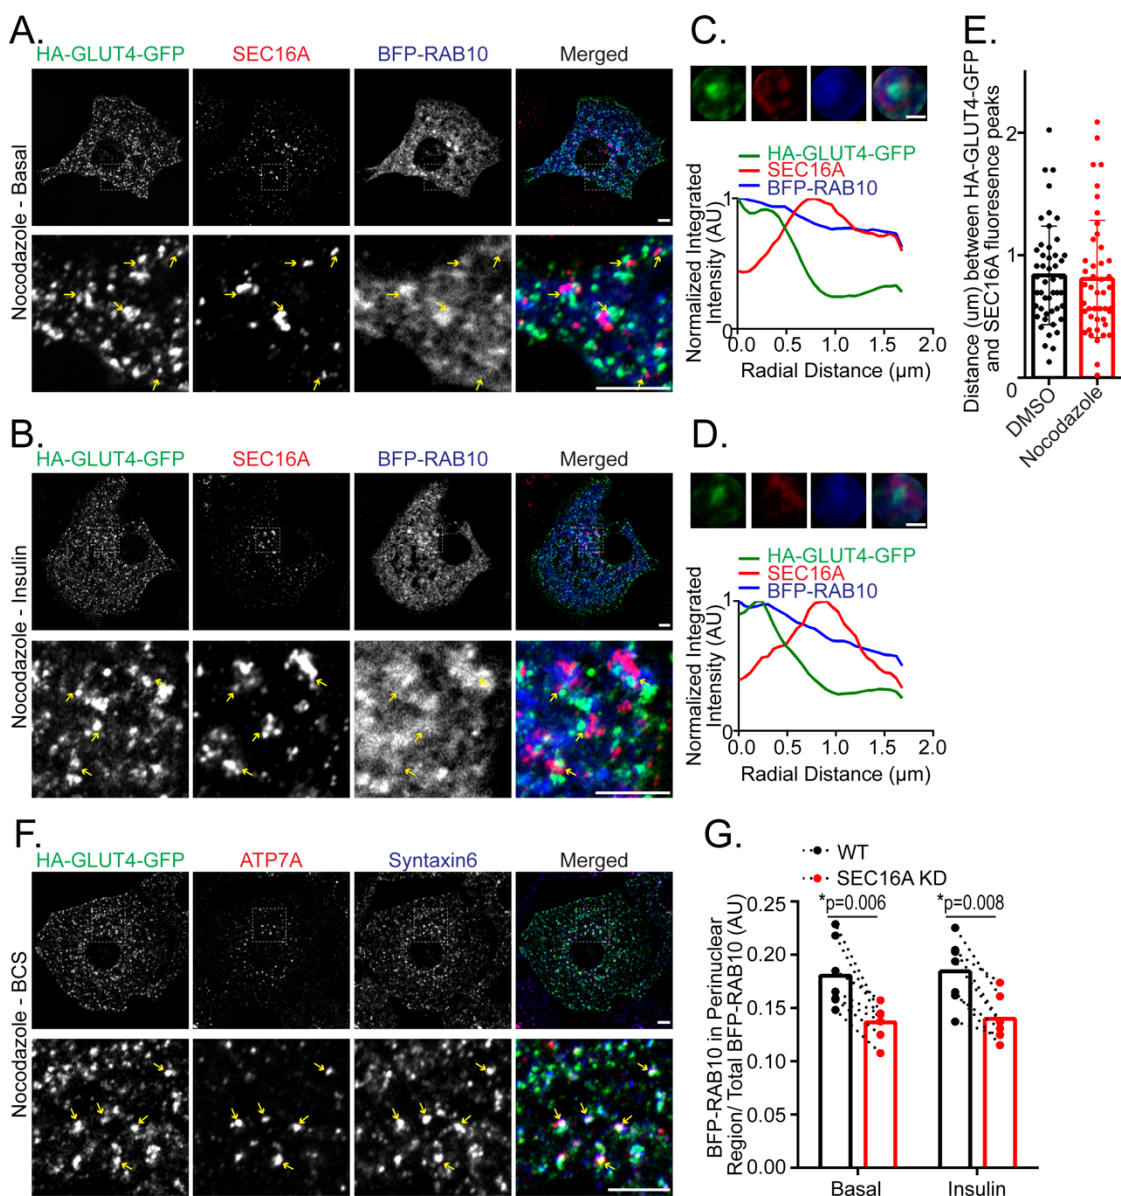 A.
HA-GLUT4-GFP SEC16A BFP-RAB10 Merged
Nocodazole - Basal
B.
HA-GLUT4-GFP SEC16A BFP-RAB10 Merged
Nocodazole - Insulin
C.
HA-GLUT4-GFP
SEC16A
BFP-RAB10
Normalized Integrated
Intensity (AU)
1
0
0.0 0.5 1.0 1.5 2.0
Radial Distance (µm)
D.
HA-GLUT4-GFP
SEC16A
BFP-RAB10
Normalized Integrated
Intensity (AU)
1
0
0.0 0.5 1.0 1.5 2.0
Radial Distance (µm)
E.
Distance (um) between HA-GLUT4-GFP
and SEC16A fluoresence peaks
2
1
0
DMSO
Nocodazole
F.
HA-GLUT4-GFP ATP7A Syntaxin6 Merged
Nocodazole - BCS
G.
WT
SEC16A KD
*p=0.006 *p=0.008
BFP-RAB10 in Perinuclear
Region/ Total BFP-RAB10 (AU)
0.25
0.20
0.15
0.10
0.05
0.00
Basal Insulin